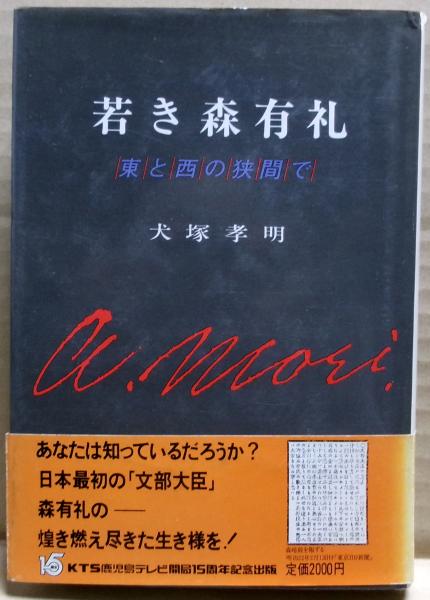 若き森有礼
東と西の狭間で
犬塚孝明
A. Mori.
あなたは知っているだろうか?
日本最初の「文部大臣」
森有礼の──
煌き燃え尽きた生き様を!
15 KTS鹿児島テレビ開局15周年記念出版
定価2000円